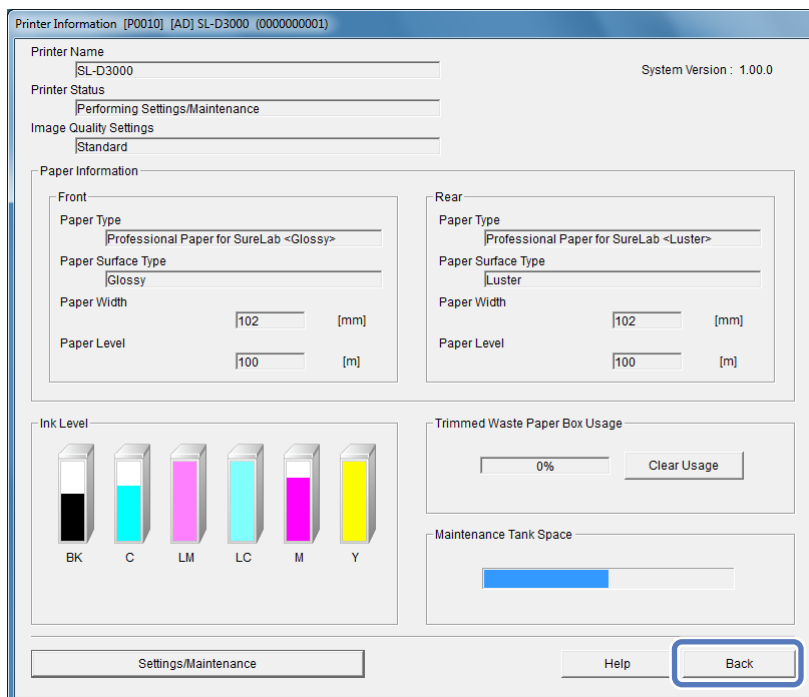 Printer Information [P0010] [AD] SL-D3000 (0000000001)
Printer Name
SL-D3000
System Version : 1.00.0
Printer Status
Performing Settings/Maintenance
Image Quality Settings
Standard
Paper Information
Front
Paper Type
Professional Paper for SureLab <Glossy>
Paper Surface Type
Glossy
Paper Width
102 [mm]
Paper Level
100 [m]
Rear
Paper Type
Professional Paper for SureLab <Luster>
Paper Surface Type
Luster
Paper Width
102 [mm]
Paper Level
100 [m]
Ink Level
BK C LM LC M Y
Trimmed Waste Paper Box Usage
0% Clear Usage
Maintenance Tank Space
Settings/Maintenance Help Back